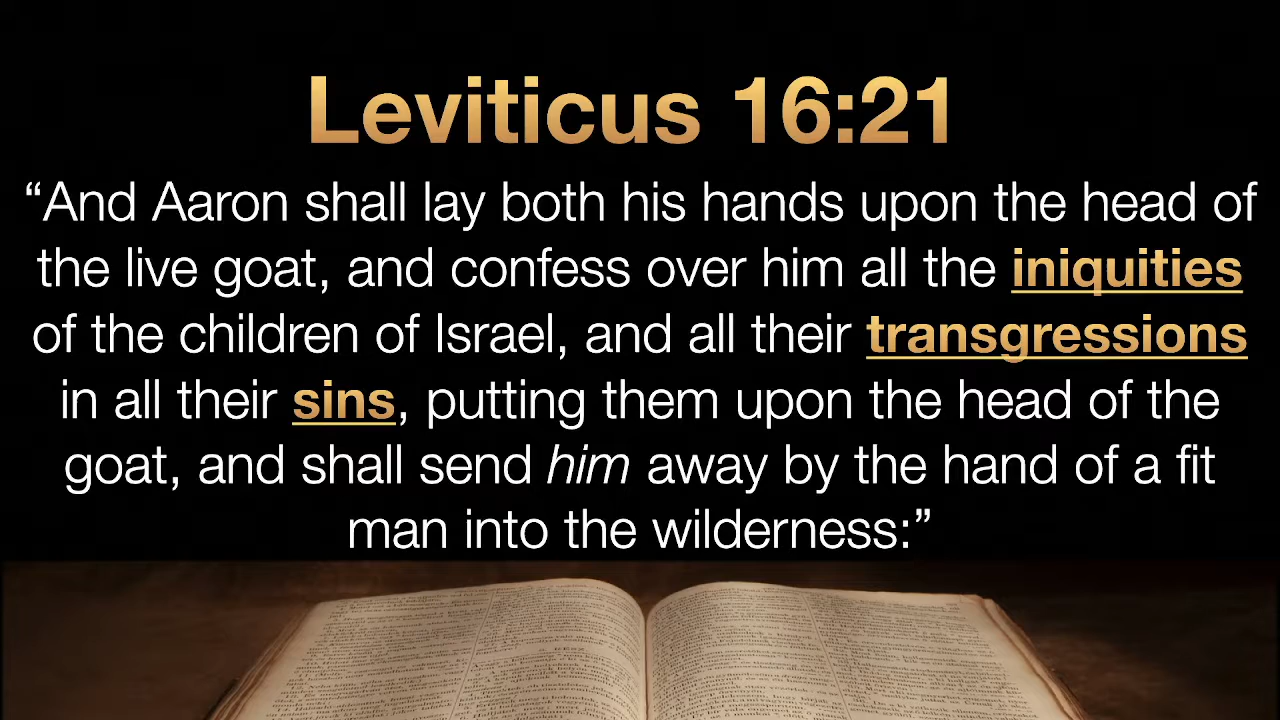 Leviticus 16:21
“And Aaron shall lay both his hands upon the head of
the live goat, and confess over him all the iniquities
of the children of Israel, and all their transgressions
in all their sins, putting them upon the head of the
goat, and shall send him away by the hand of a fit
man into the wilderness:”